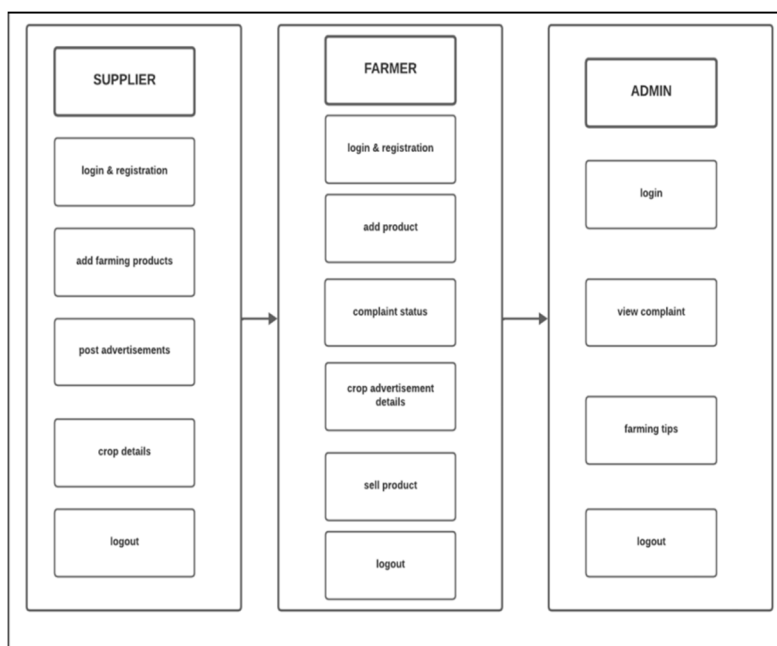 SUPPLIER
login & registration
add farming products
post advertisements
crop details
logout
FARMER
login & registration
add product
complaint status
crop advertisement
details
sell product
logout
ADMIN
login
view complaint
farming tips
logout